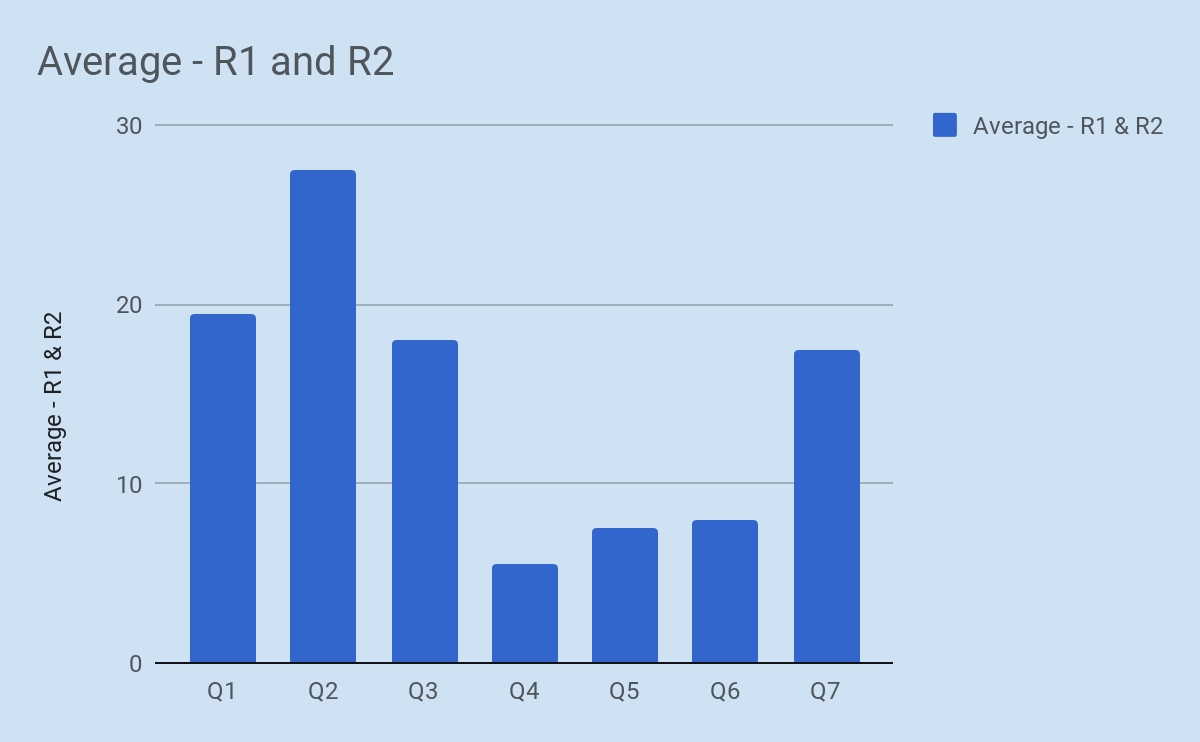 Average - R1 and R2
Average - R1 & R2
Average - R1 & R2
30
20
10
0
Q1 Q2 Q3 Q4 Q5 Q6 Q7